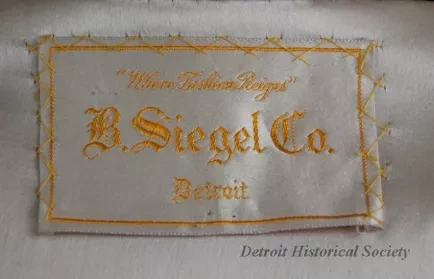 "Where Fashion Reigns"
B. Siegel Co.
Detroit
Detroit Historical Society